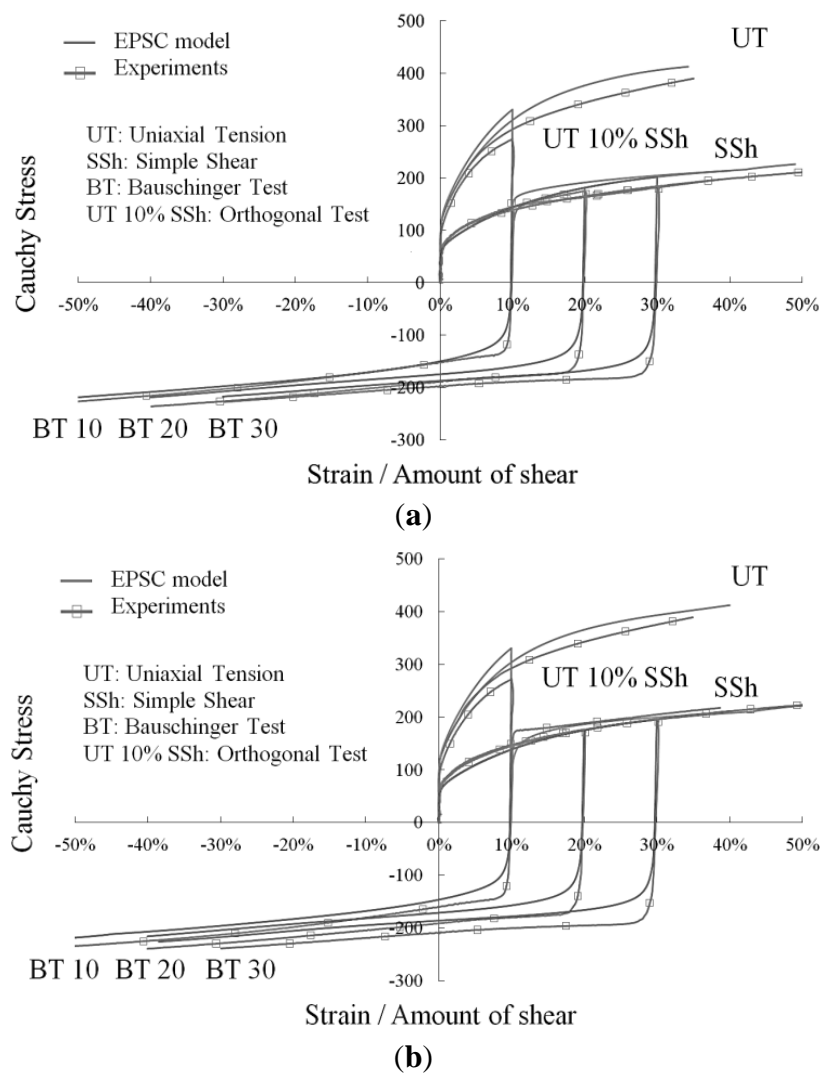 500
UT
EPSC model
Experiments
400
300
UT: Uniaxial Tension
UT 10% SSh
SSh
SSh: Simple Shear
200
BT: Bauschinger Test
UT 10% SSh: Orthogonal Test
100
Cauchy Stress
0
-50% -40% -30% -20% -10% 0% 10% 20% 30% 40% 50%
-100
-200
BT 10 BT 20 BT 30
-300
Strain / Amount of shear
(a)
500
UT
EPSC model
Experiments
400
300
UT: Uniaxial Tension
UT 10% SSh
SSh
SSh: Simple Shear
200
BT: Bauschinger Test
UT 10% SSh: Orthogonal Test
100
Cauchy Stress
0
-50% -40% -30% -20% -10% 0% 10% 20% 30% 40% 50%
-100
-200
BT 10 BT 20 BT 30
-300
Strain / Amount of shear
(b)